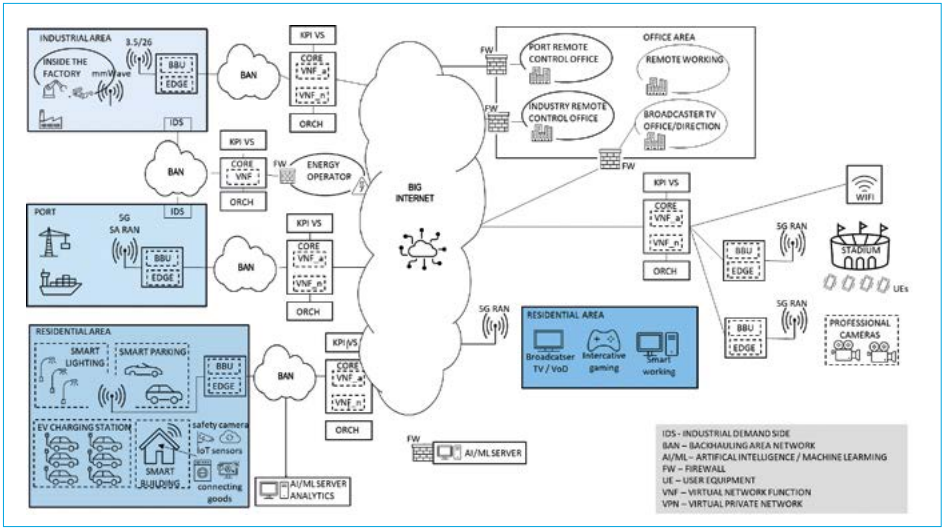 INDUSTRIAL AREA
INSIDE THE
FACTORY
mmWave
3.5/26
BBU
EDGE
IDS
BAN
KPI VS
CORE
VNF_a
VNF_n
ORCH
BAN
KPI VS
CORE
VNF
ORCH
FW
ENERGY
OPERATOR
PORT
5G
SA RAN
IDS
BBU
EDGE
BAN
KPI VS
CORE
VNF_a
VNF_n
ORCH
RESIDENTIAL AREA
SMART
LIGHTING
SMART PARKING
BBU
EDGE
EV CHARGING STATION
SMART
BUILDING
safety camera
IoT sensors
connecting
goods
BAN
KPI VS
CORE
VNF_a
VNF_n
ORCH
AI/ML SERVER
ANALYTICS
BIG
INTERNET
FW
PORT REMOTE
CONTROL OFFICE
FW
INDUSTRY REMOTE
CONTROL OFFICE
OFFICE AREA
REMOTE WORKING
BROADCASTER TV
OFFICE/DIRECTION
FW
KPI VS
CORE
VNF_a
VNF_n
ORCH
WIFI
BBU
EDGE
5G RAN
STADIUM
UEs
BBU
EDGE
5G RAN
PROFESSIONAL
CAMERAS
5G RAN
RESIDENTIAL AREA
Broadcatser
TV / VoD
Intercative
gaming
Smart
working
FW
AI/ML SERVER
IDS - INDUSTRIAL DEMAND SIDE
BAN – BACKHAULING AREA NETWORK
AI/ML – ARTIFICAL INTELLIGENCE / MACHINE LEARNING
FW – FIREWALL
UE – USER EQUIPMENT
VNF – VIRTUAL NETWORK FUNCTION
VPN – VIRTUAL PRIVATE NETWORK